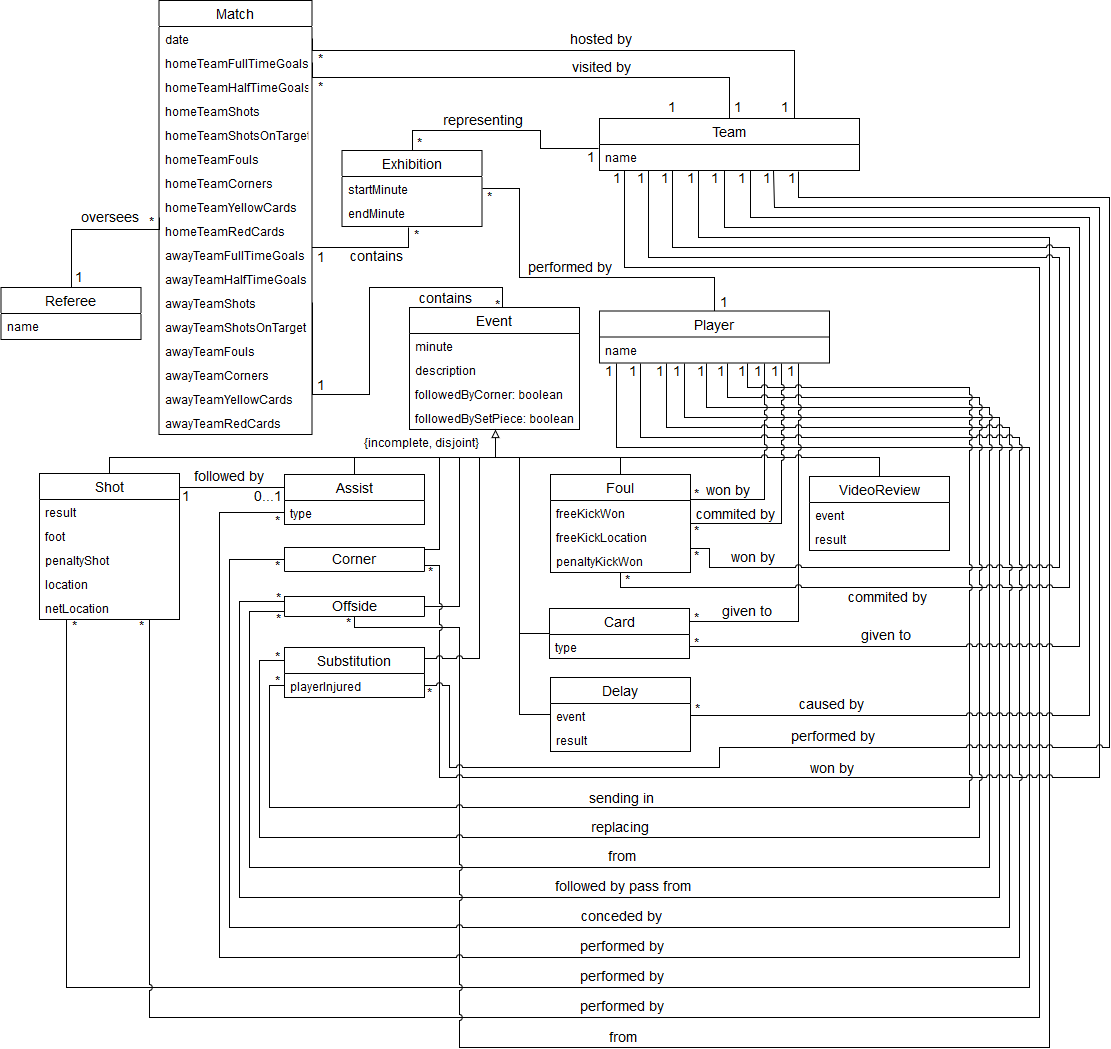 Match
date
homeTeamFullTimeGoals
homeTeamHalfTimeGoals
homeTeamShots
homeTeamShotsOnTarget
homeTeamFouls
homeTeamCorners
homeTeamYellowCards
homeTeamRedCards
awayTeamFullTimeGoals
awayTeamHalfTimeGoals
awayTeamShots
awayTeamShotsOnTarget
awayTeamFouls
awayTeamCorners
awayTeamYellowCards
awayTeamRedCards
hosted by
*
visited by
*
1 1 1
Team
name
representing
*
1
Exhibition
startMinute
endMinute
*
*
1 1 1 1 1 1 1 1
oversees *
1
Referee
name
1 contains
performed by
1
contains
*
1
Event
minute
description
followedByCorner: boolean
followedBySetPiece: boolean
{incomplete, disjoint}
Player
name
1 1 1 1 1 1 1 1 1 1
Shot
result
foot
penaltyShot
location
netLocation
* *
followed by
1 0...1
Assist
type
*
Corner
* *
Offside
*
*
*
Substitution
playerInjured
*
*
*
Foul
freeKickWon
freeKickLocation
penaltyKickWon
* won by
commited by
*
* won by
*
commited by
VideoReview
event
result
Card
type
* given to
* given to
Delay
event
result
* caused by
performed by
won by
sending in
replacing
from
followed by pass from
conceded by
performed by
performed by
performed by
from